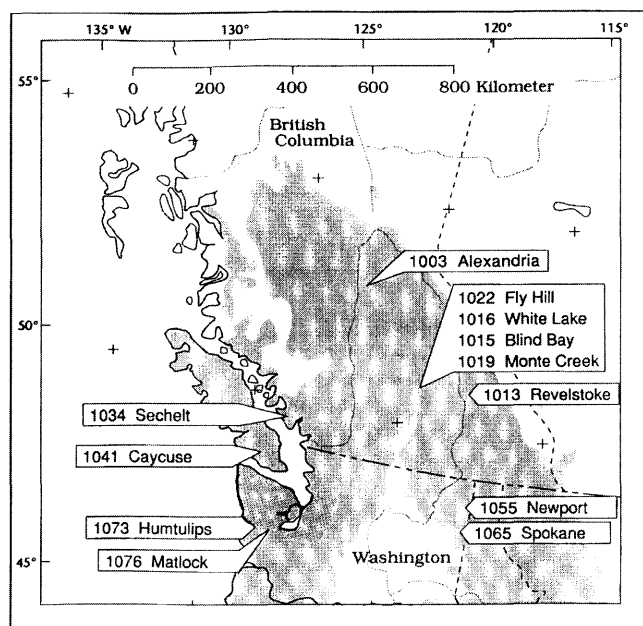 135° W
130°
125°
120°
115°
55°
0 200 400 600 800 Kilometer
British
Columbia
1003 Alexandria
1022 Fly Hill
1016 White Lake
1015 Blind Bay
1019 Monte Creek
50°
1013 Revelstoke
1034 Sechelt
1041 Caycuse
1055 Newport
1073 Humtulips
1065 Spokane
1076 Matlock
Washington
45°